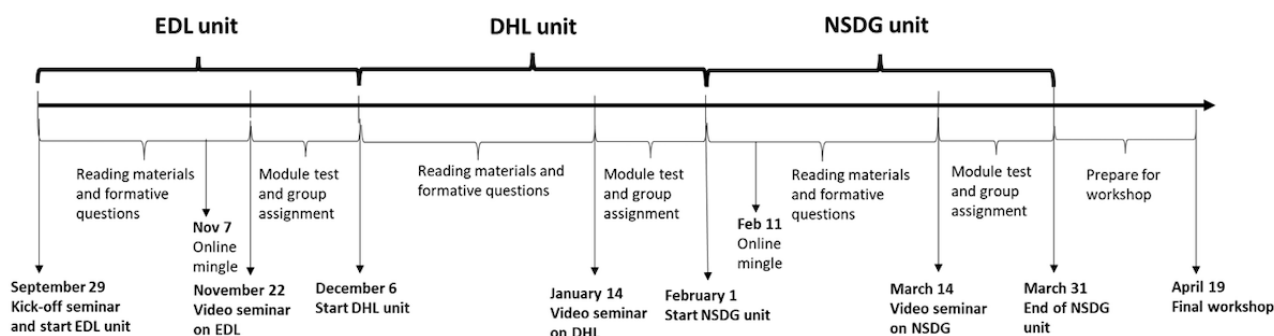 EDL unit
DHL unit
NSDG unit
Reading materials
and formative
questions
Module test
and group
assignment
Reading materials and
formative questions
Module test
and group
assignment
Reading materials
and formative
questions
Module test
and group
assignment
Prepare for
workshop
Nov 7
Online
mingle
Feb 11
Online
mingle
September 29
Kick-off seminar
and start EDL unit
November 22
Video seminar
on EDL
December 6
Start DHL unit
January 14
Video seminar
on DHL
February 1
Start NSDG unit
March 14
Video seminar
on NSDG
March 31
End of NSDG
unit
April 19
Final workshop